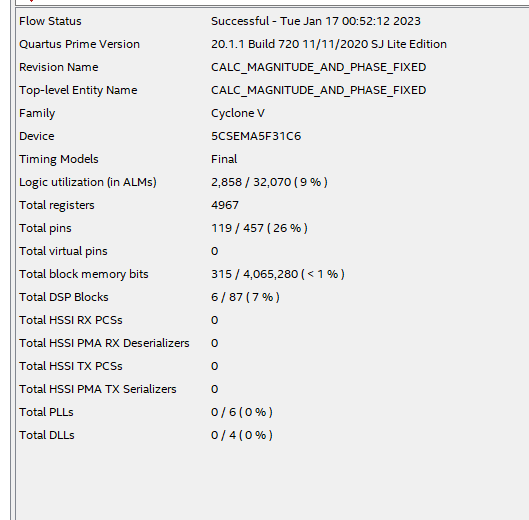 Flow Status Successful - Tue Jan 17 00:52:12 2023
Quartus Prime Version 20.1.1 Build 720 11/11/2020 SJ Lite Edition
Revision Name CALC_MAGNITUDE_AND_PHASE_FIXED
Top-level Entity Name CALC_MAGNITUDE_AND_PHASE_FIXED
Family Cyclone V
Device 5CSEMA5F31C6
Timing Models Final
Logic utilization (in ALMs) 2,858 / 32,070 ( 9 % )
Total registers 4967
Total pins 119 / 457 ( 26 % )
Total virtual pins 0
Total block memory bits 315 / 4,065,280 ( < 1 % )
Total DSP Blocks 6 / 87 ( 7 % )
Total HSSI RX PCSs 0
Total HSSI PMA RX Deserializers 0
Total HSSI TX PCSs 0
Total HSSI PMA TX Serializers 0
Total PLLs 0 / 6 ( 0 % )
Total DLLs 0 / 4 ( 0 % )